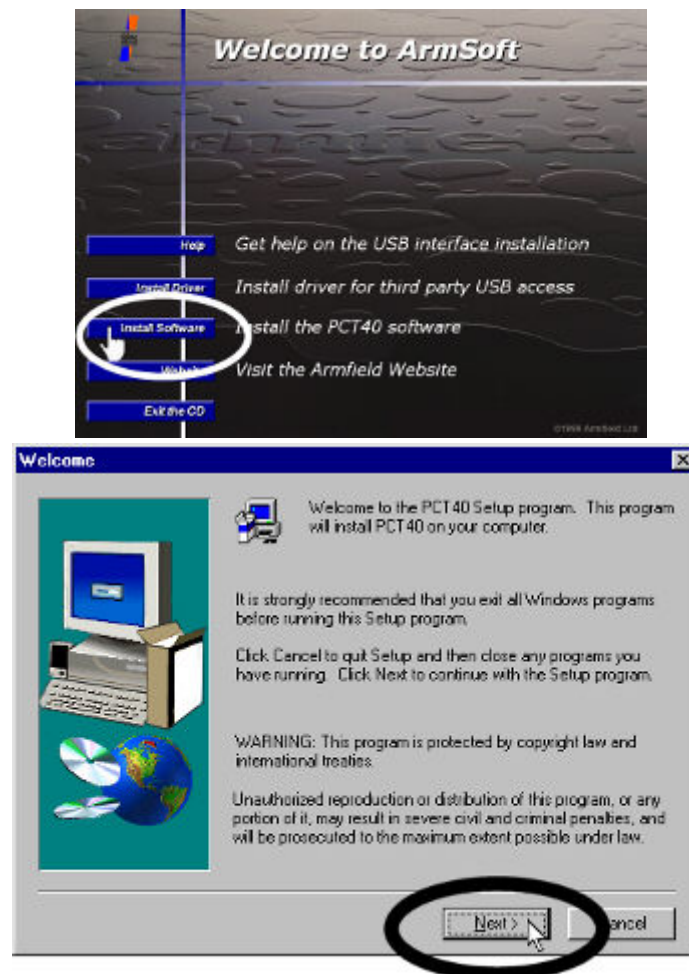 Welcome to ArmSoft
Help
Get help on the USB interface installation
Install Driver
Install driver for third party USB access
Install Software
Install the PCT40 software
Visit the Armfield Website
Exit the CD
Welcome
Welcome to the PCT40 Setup program. This program
will install PCT40 on your computer.
It is strongly recommended that you exit all Windows programs
before running this Setup program.
Click Cancel to quit Setup and then close any programs you
have running. Click Next to continue with the Setup program.
WARNING: This program is protected by copyright law and
international treaties.
Unauthorized reproduction or distribution of this program, or any
portion of it, may result in severe civil and criminal penalties, and
will be prosecuted to the maximum extent possible under law.
Next >